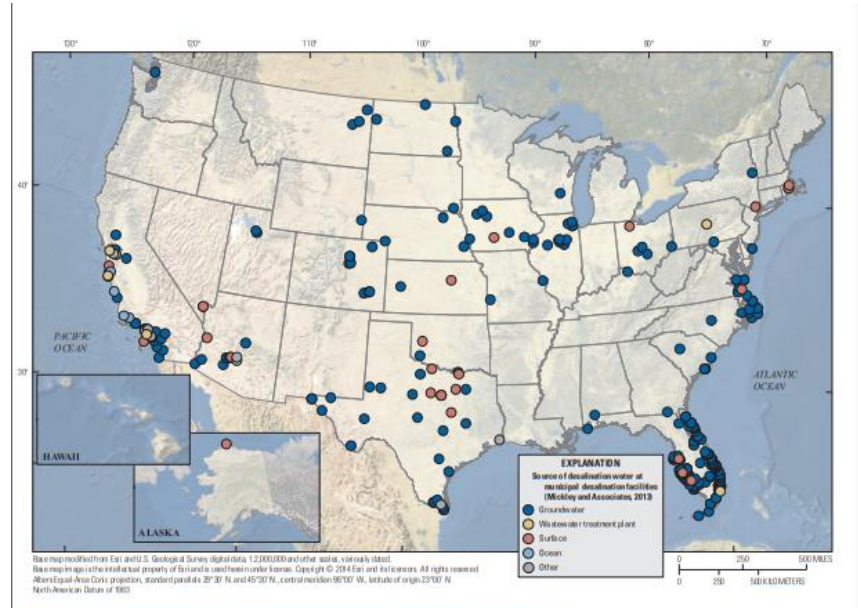 130°
120°
110°
100°
90°
80°
70°
40°
30°
PACIFIC
OCEAN
ATLANTIC
OCEAN
HAWAII
ALASKA
EXPLANATION
Source of desalination water at
municipal desalination facilities
(Mickley and Associates, 2012)
Groundwater
Wastewater treatment plant
Surface
Ocean
Other
0 250 500 MILES
0 250 500 KILOMETERS
Base map modified from Esri and U.S. Geological Survey digital data, 1:2,000,000 and other scales, variously dated.
Base map image is the intellectual property of Esri and is used herein under license. Copyright © 2014 Esri and its licensors. All rights reserved
Albers Equal-Area Conic projection, standard parallels 29°30' N. and 45°30' N., central meridian 96°00' W., latitude of origin 23°00' N.
North American Datum of 1983